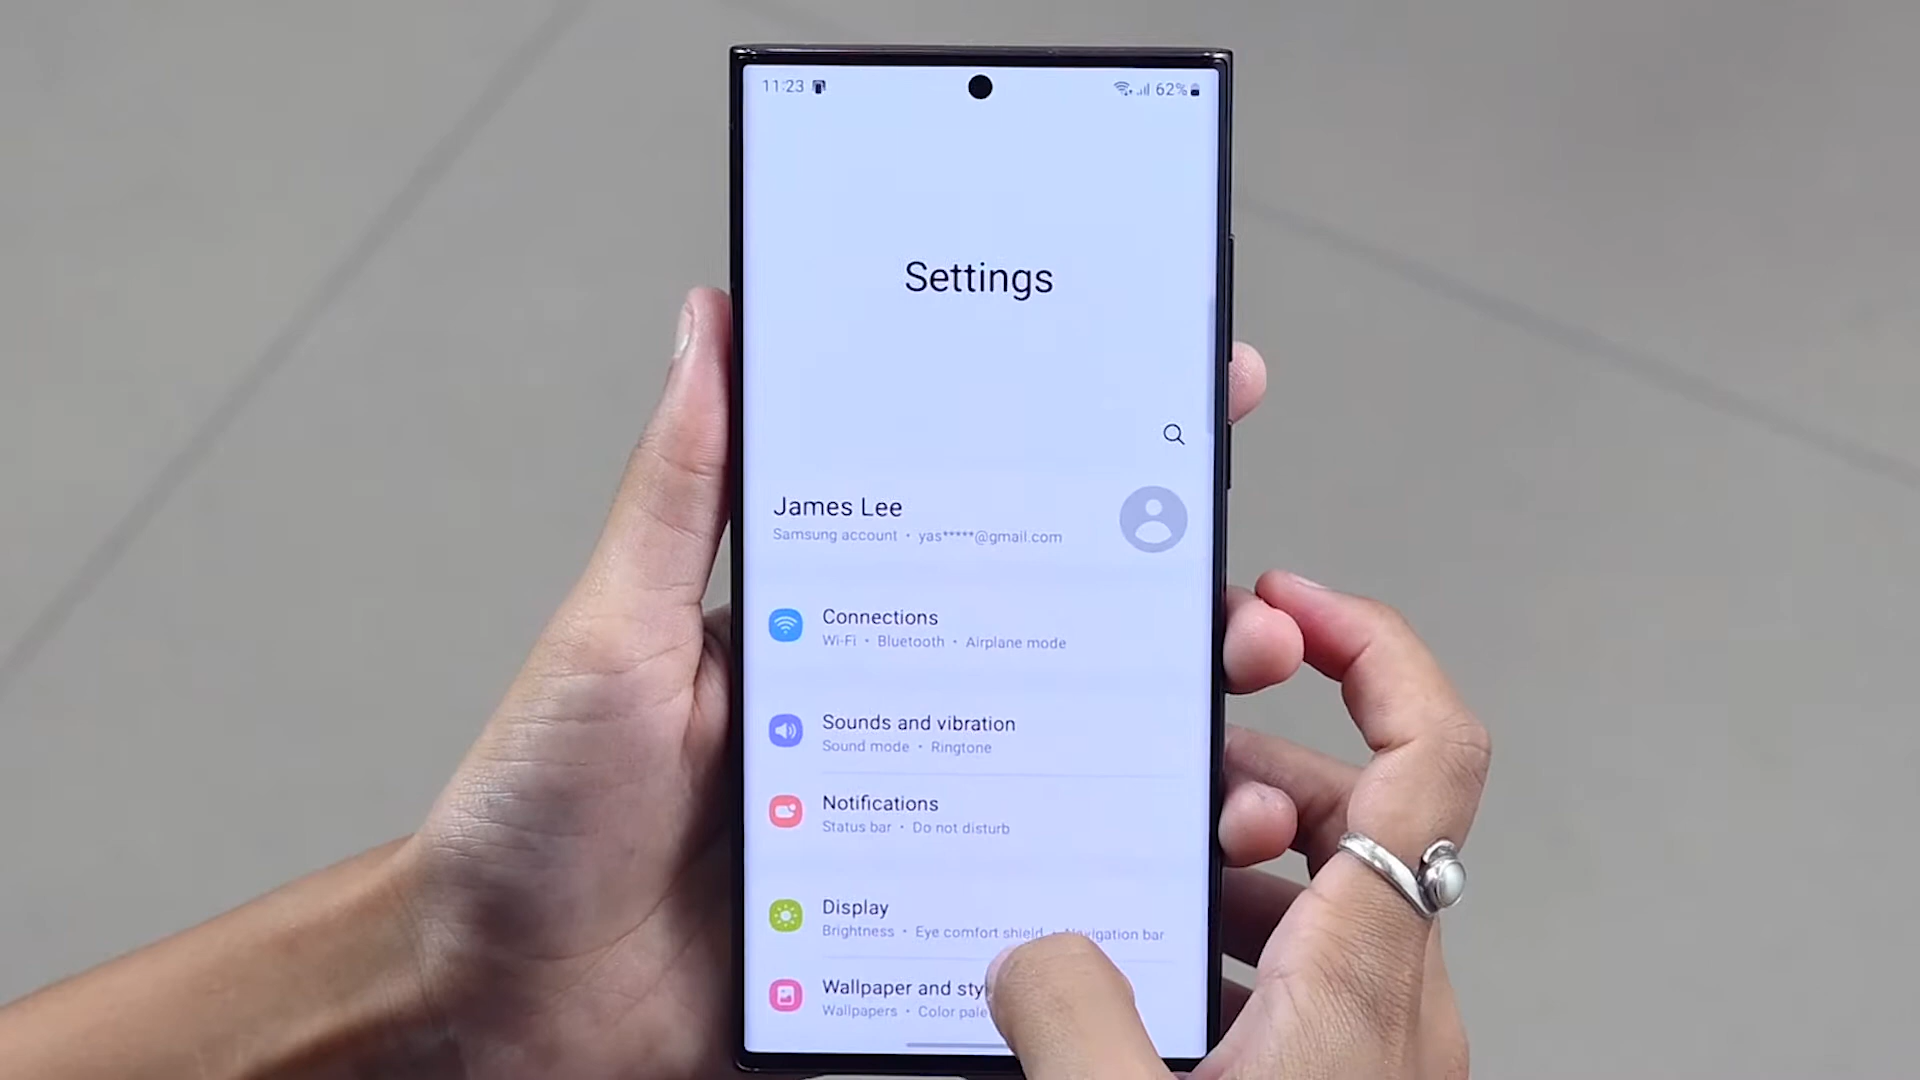 11:23
62%
Settings
James Lee
Samsung account • yas*****@gmail.com
Connections
Wi-Fi • Bluetooth • Airplane mode
Sounds and vibration
Sound mode • Ringtone
Notifications
Status bar • Do not disturb
Display
Brightness • Eye comfort shield • Navigation bar
Wallpaper and sty
Wallpapers • Color pale